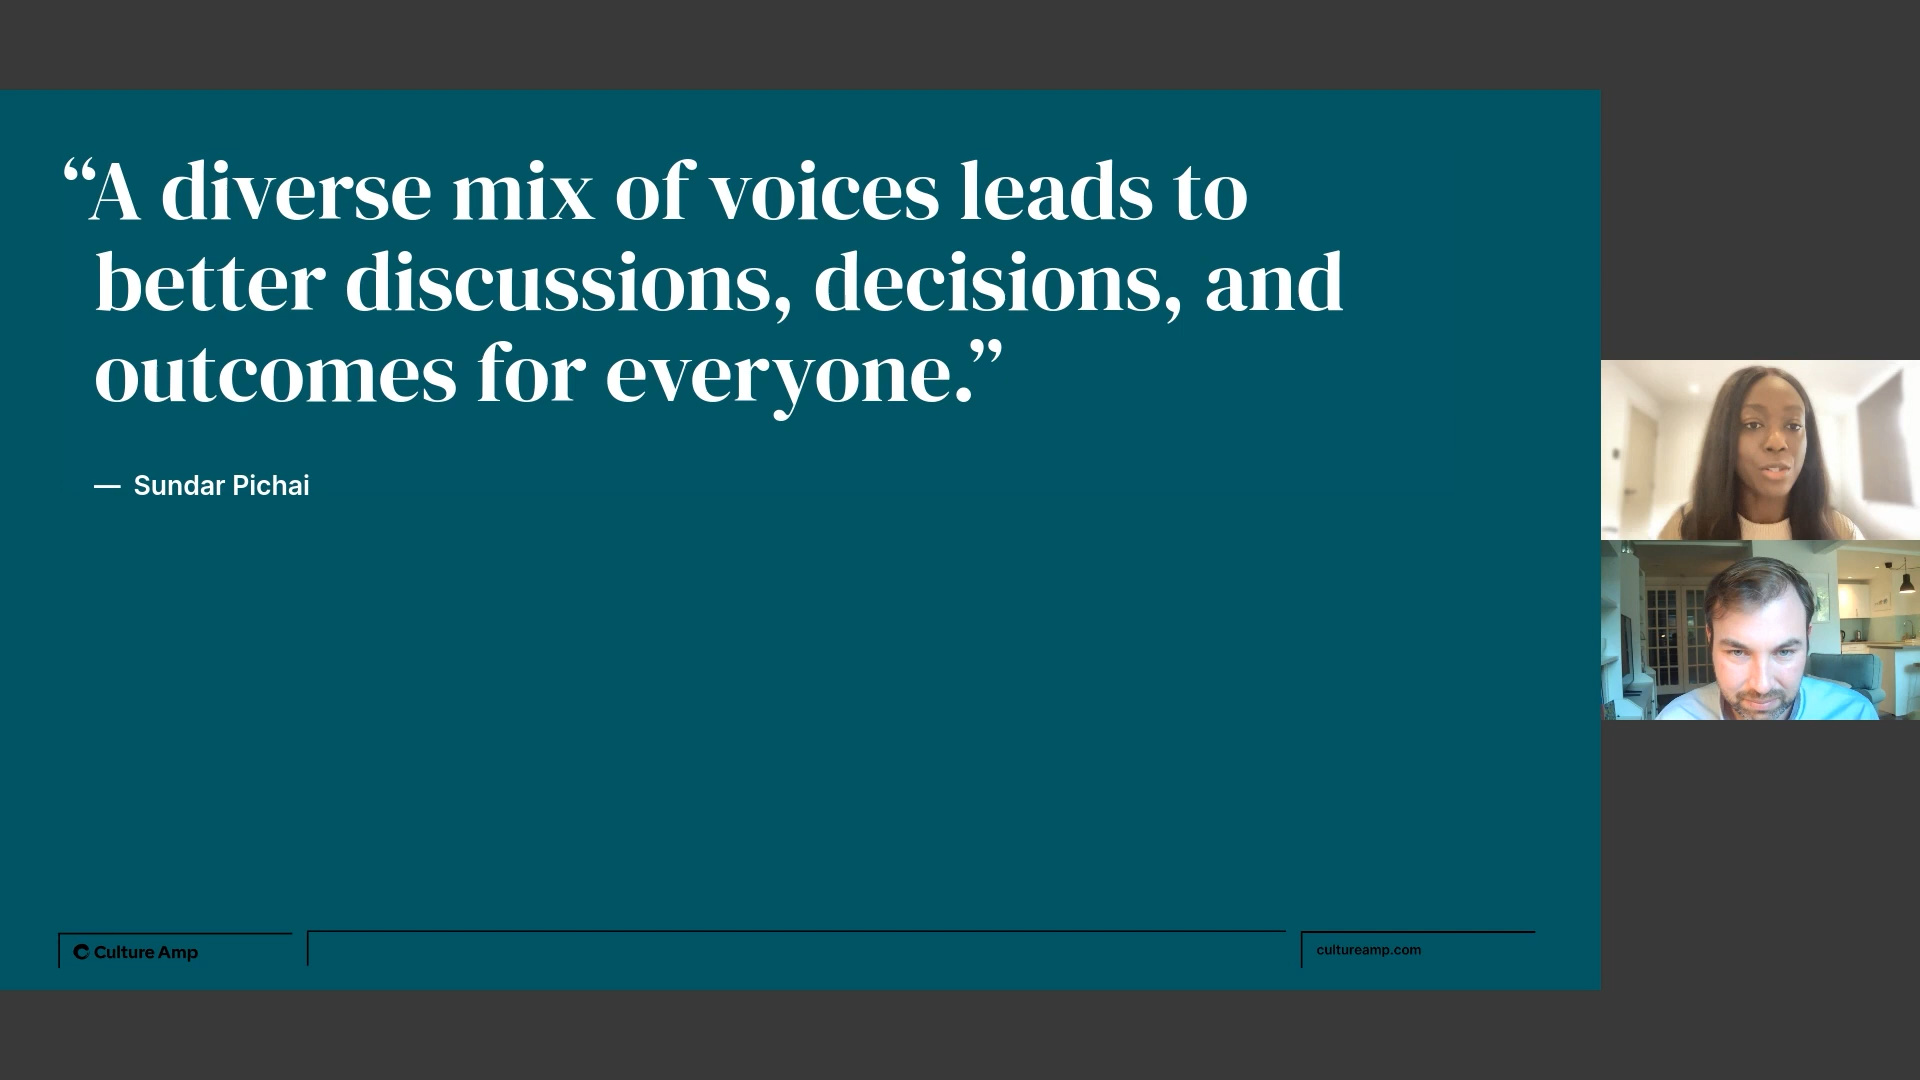 “A diverse mix of voices leads to
better discussions, decisions, and
outcomes for everyone.”
— Sundar Pichai
Culture Amp
cultureamp.com